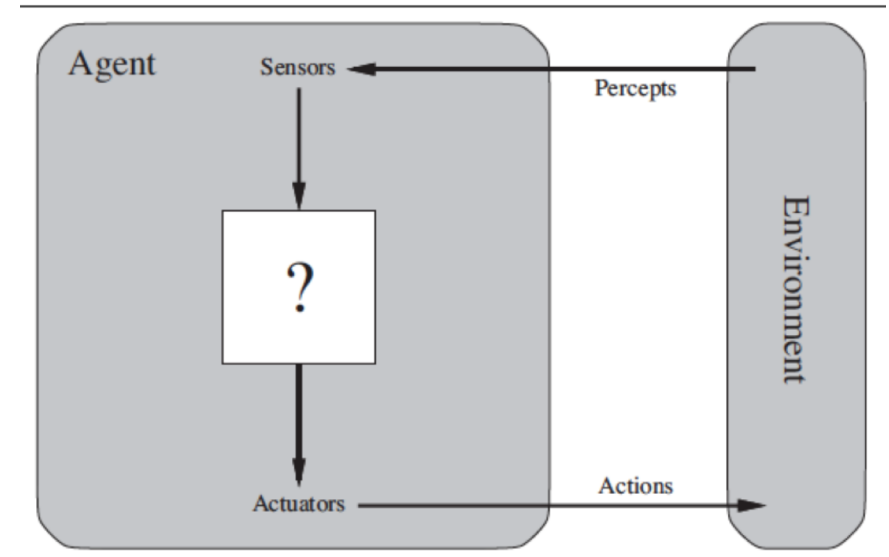 Agent
Sensors
Percepts
?
Environment
Actuators
Actions